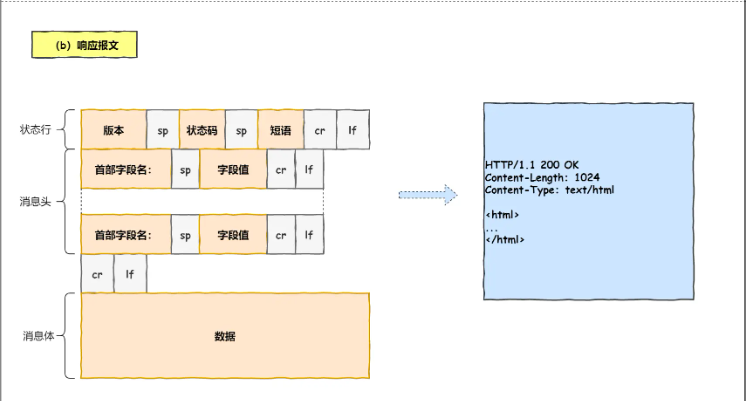 (b) 响应报文
状态行
版本 sp 状态码 sp 短语 cr lf
消息头
首部字段名: sp 字段值 cr lf
首部字段名: sp 字段值 cr lf
cr lf
消息体
数据
HTTP/1.1 200 OK
Content-Length: 1024
Content-Type: text/html
<html>
...
</html>